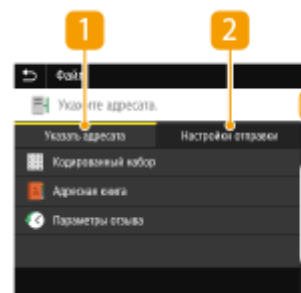 1 2
Файл
Укажите адресата.
Указать адресата Настройки отправки
Кодированный набор
Адресная книга
Параметры отзыва